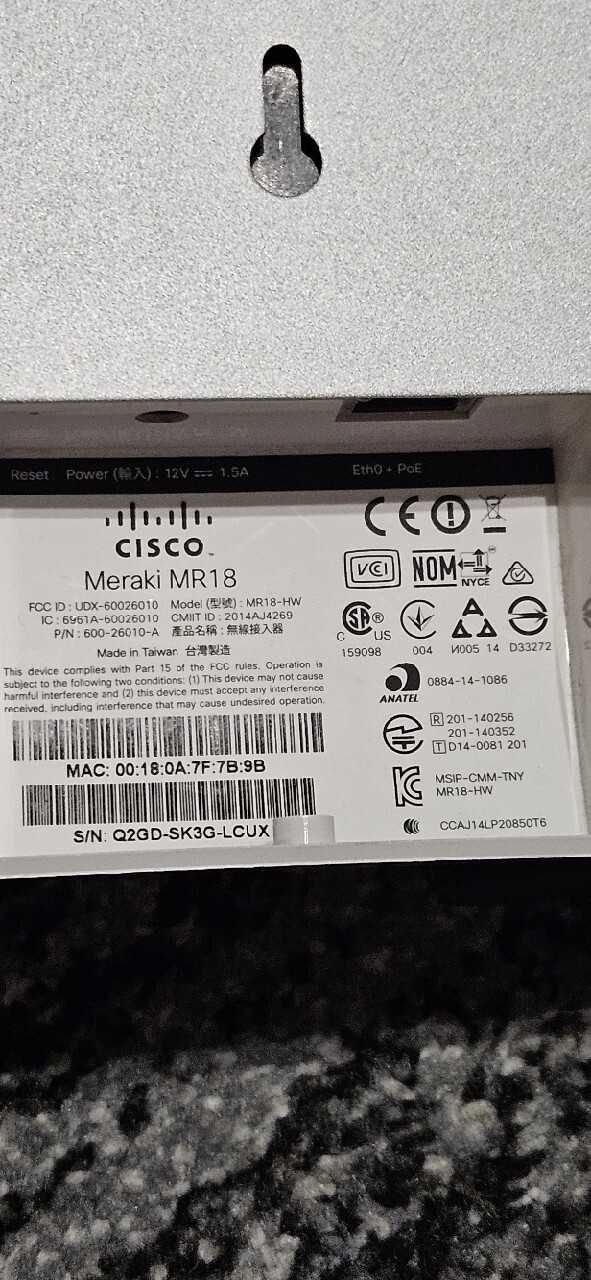 Reset Power (輸入) : 12V 1.5A Eth0 + PoE
CISCO
Meraki MR18
FCC ID : UDX-60026010 Model (型號) : MR18-HW
IC : 6961A-60026010 CMIIT ID : 2014AJ4269
P/N : 600-26010-A 產品名稱 : 無線接入器
Made in Taiwan 台灣製造
This device complies with Part 15 of the FCC rules. Operation is
subject to the following two conditions: (1) This device may not cause
harmful interference and (2) this device must accept any interference
received, including interference that may cause undesired operation.
MAC: 00:18:0A:7F:7B:9B
S/N: Q2GD-SK3G-LCUX
CE
VCI
NOM
NYCE
SA ®
C US
159098 004 И005 14 D33272
ANATEL 0884-14-1086
R 201-140256
201-140352
T D14-0081 201
MSIP-CMM-TNY
MR18-HW
CCAJ14LP20850T6